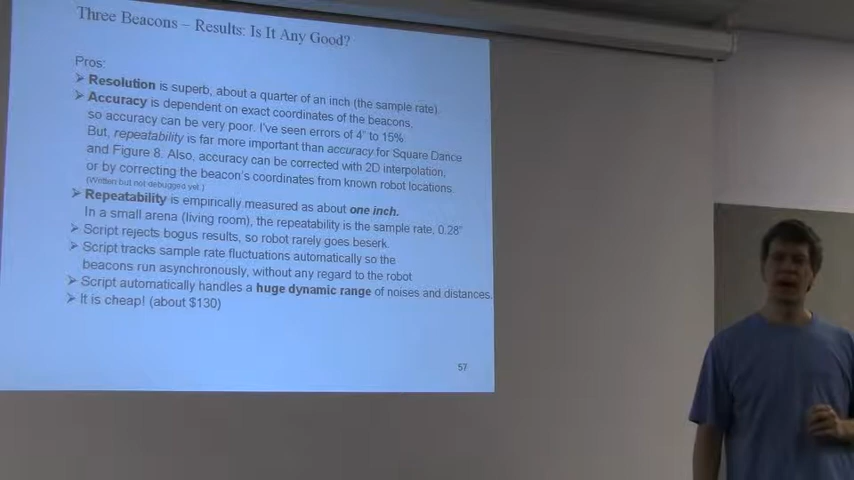 Three Beacons – Results: Is It Any Good?
Pros:
➢ Resolution is superb, about a quarter of an inch (the sample rate).
➢ Accuracy is dependent on exact coordinates of the beacons,
so accuracy can be very poor. I've seen errors of 4" to 15%
But, repeatability is far more important than accuracy for Square Dance
and Figure 8. Also, accuracy can be corrected with 2D interpolation,
or by correcting the beacon's coordinates from known robot locations.
(Written but not debugged yet.)
➢ Repeatability is empirically measured as about one inch.
In a small arena (living room), the repeatability is the sample rate, 0.28"
➢ Script rejects bogus results, so robot rarely goes beserk.
➢ Script tracks sample rate fluctuations automatically so the
beacons run asynchronously, without any regard to the robot
➢ Script automatically handles a huge dynamic range of noises and distances.
➢ It is cheap! (about $130)
57